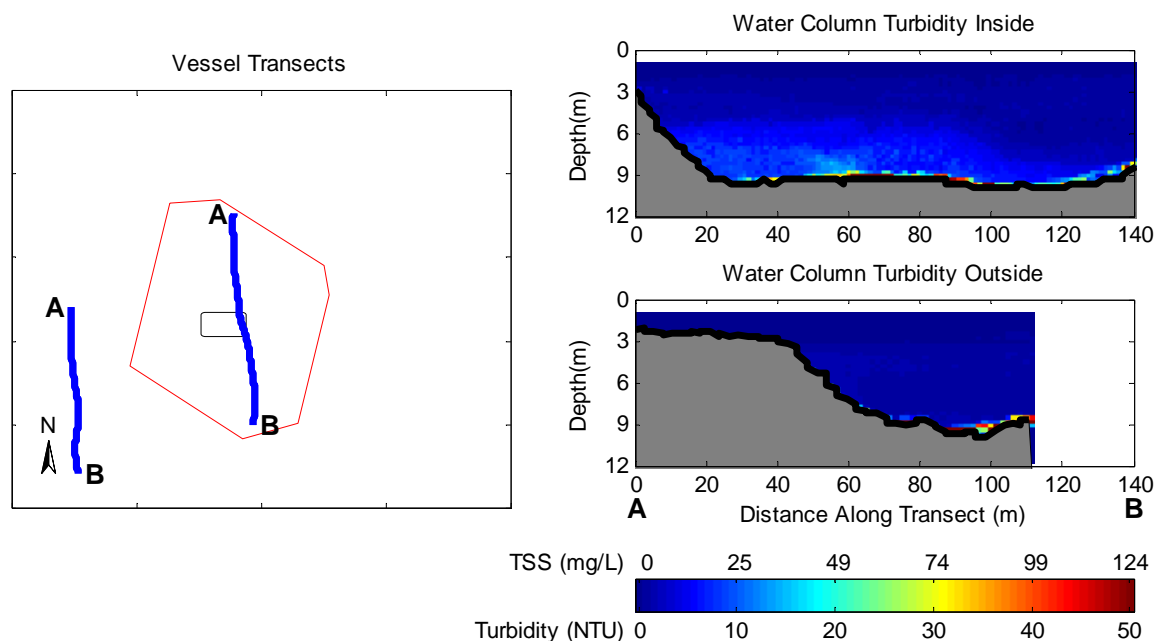 Vessel Transects
A
A
B
N
B
Water Column Turbidity Inside
Depth(m)
0
3
6
9
12
0 20 40 60 80 100 120 140
Water Column Turbidity Outside
Depth(m)
0
3
6
9
12
0 20 40 60 80 100 120 140
A Distance Along Transect (m) B
TSS (mg/L) 0 25 49 74 99 124
Turbidity (NTU) 0 10 20 30 40 50